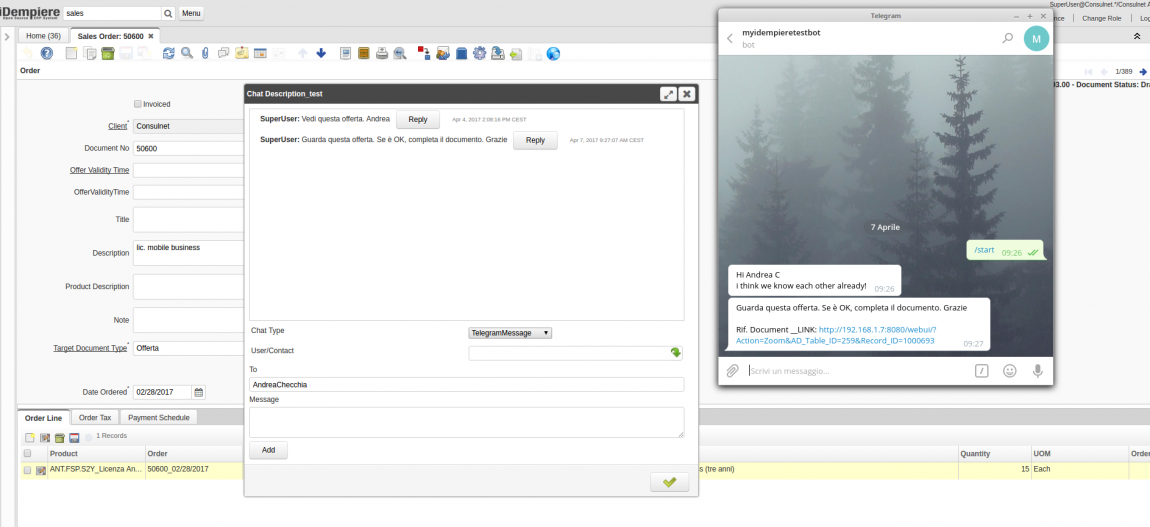 iDempiere
Open Source ERP System
sales
Menu
SuperUser@Consulnet.*/Consulnet A
Change Role
Home (36)
Sales Order: 50600
1/389
Order
03.00 - Document Status: Dra
Invoiced
Client
Consulnet
Document No
50600
Offer Validity Time
OfferValidityTime
Title
Description
lic. mobile business
Product Description
Note
Target Document Type
Offerta
Date Ordered
02/28/2017
Order Line
Order Tax
Payment Schedule
1 Records
Product
Order
Quantity
UOM
ANT.FSP.S2Y_Licenza An...
50600_02/28/2017
s (tre anni)
15
Each
Chat Description_test
SuperUser: Vedi questa offerta. Andrea
Reply
Apr 4, 2017 2:08:16 PM CEST
SuperUser: Guarda questa offerta. Se è OK, completa il documento. Grazie
Reply
Apr 7, 2017 9:27:07 AM CEST
Chat Type
TelegramMessage
User/Contact
To
AndreaChecchia
Message
Add
Telegram
myidempieretestbot
bot
M
7 Aprile
/start
09:26
Hi Andrea C
i think we know each other already!
09:26
Guarda questa offerta. Se è OK, completa il documento. Grazie
Rif. Document __LINK: http://192.168.1.7:8080/webui/?
Action=Zoom&AD_Table_ID=259&Record_ID=1000693
09:27
Scrivi un messaggio...